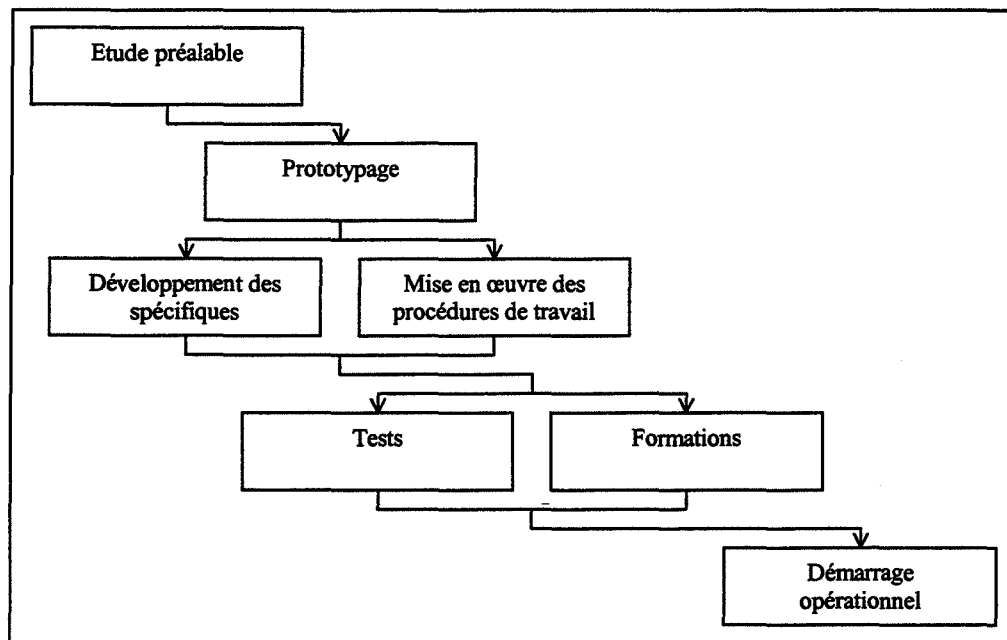 Etude préalable
Prototypage
Développement des
spécifiques
Mise en œuvre des
procédures de travail
Tests
Formations
Démarrage
opérationnel